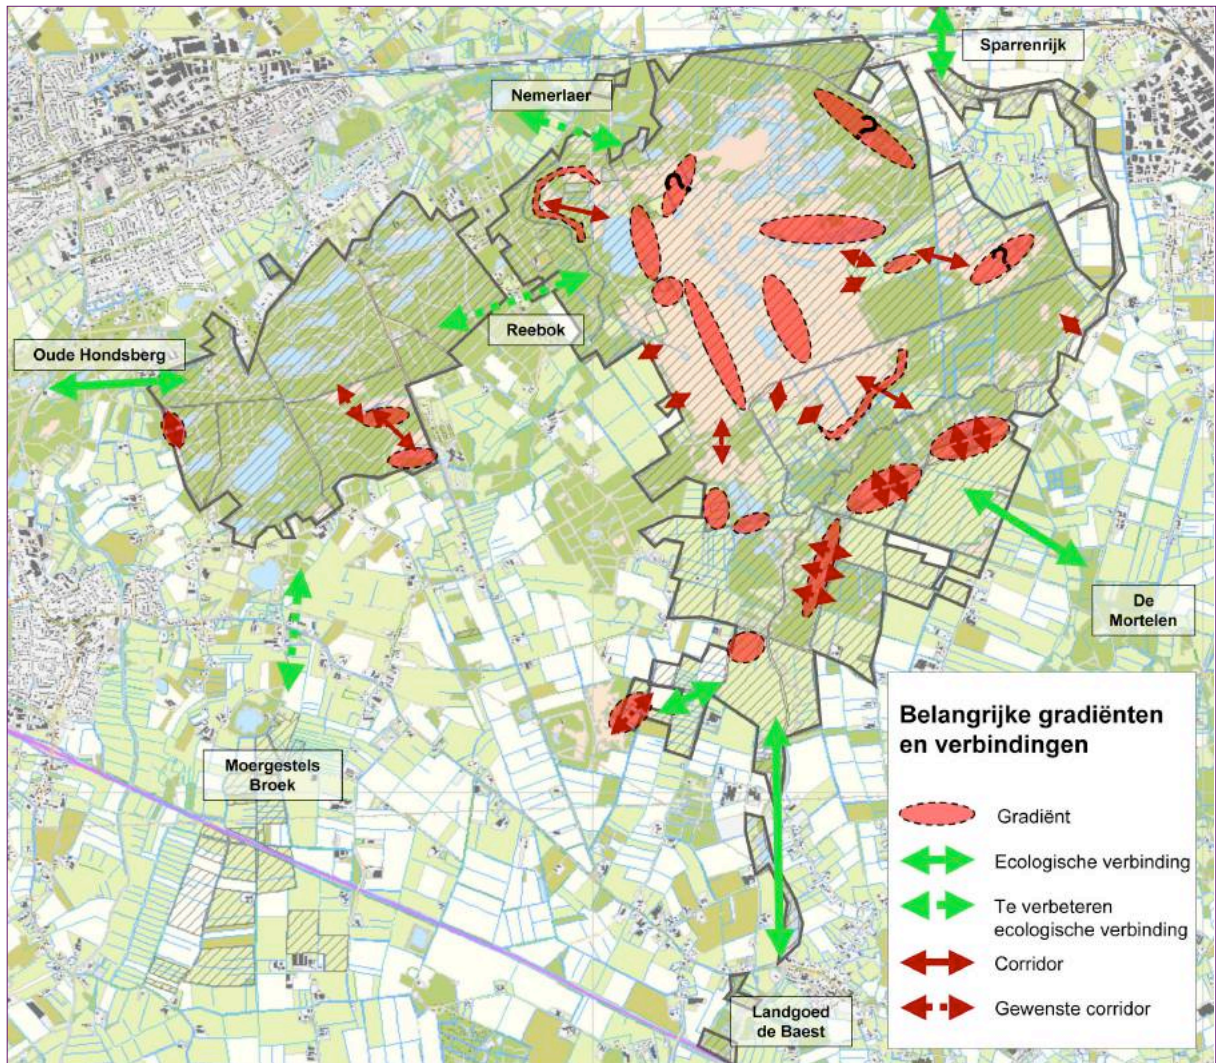 Sparrenrijk
Nemerlaer
?
?
?
Reebok
Oude Hondsberg
De
Mortelen
Moergestels
Broek
Landgoed
de Baest
Belangrijke gradiënten
en verbindingen
Gradiënt
Ecologische verbinding
Te verbeteren
ecologische verbinding
Corridor
Gewenste corridor